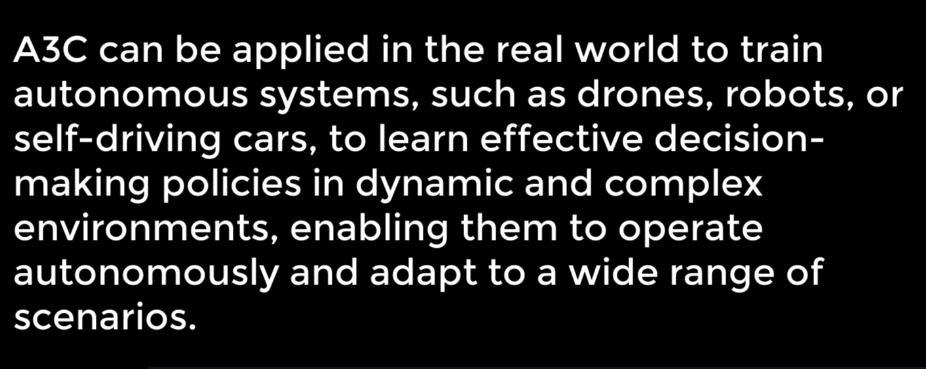 A3C can be applied in the real world to train
autonomous systems, such as drones, robots, or
self-driving cars, to learn effective decision-
making policies in dynamic and complex
environments, enabling them to operate
autonomously and adapt to a wide range of
scenarios.